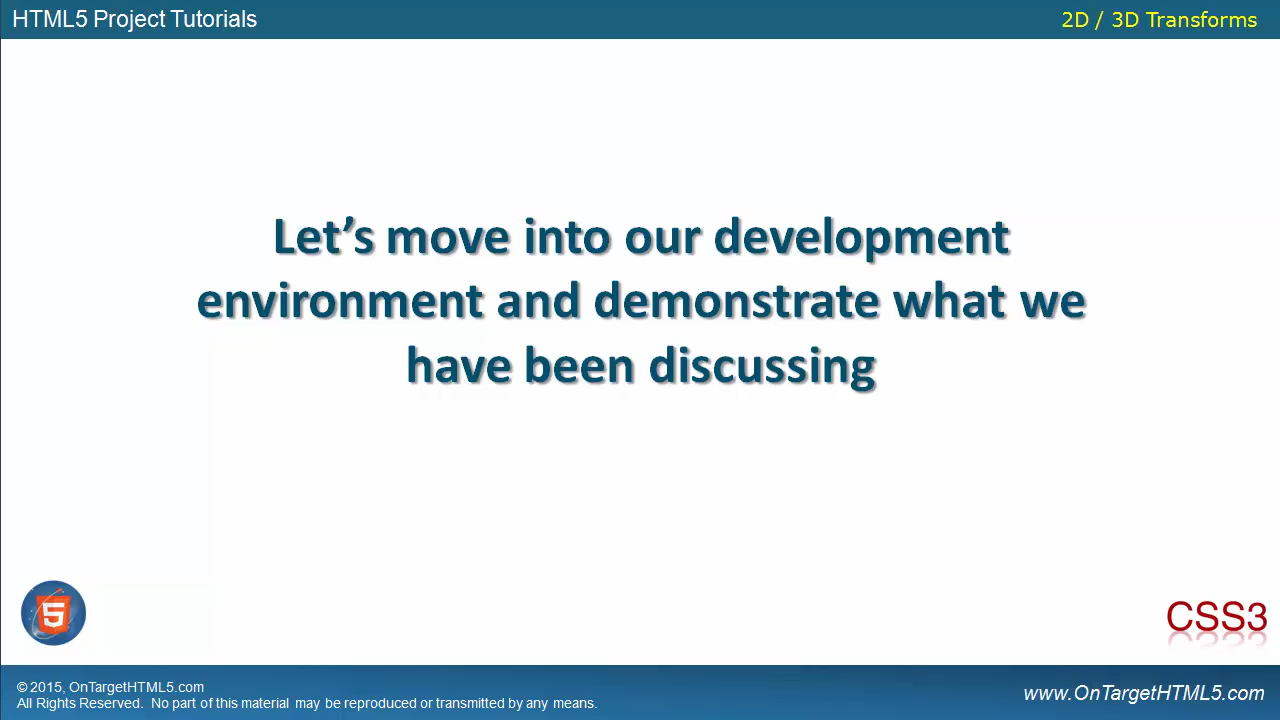 HTML5 Project Tutorials
2D / 3D Transforms
Let’s move into our development
environment and demonstrate what we
have been discussing
5
CSS3
© 2015, OnTargetHTML5.com
All Rights Reserved. No part of this material may be reproduced or transmitted by any means.
www.OnTargetHTML5.com